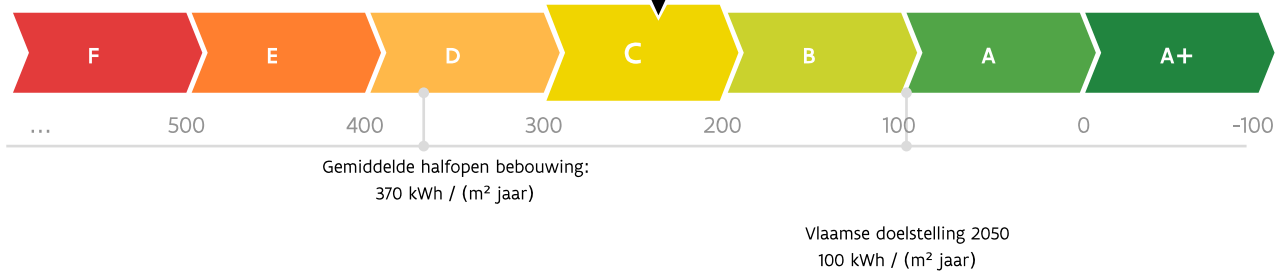 F E D C B A A+
... 500 400 300 200 100 0 -100
Gemiddelde halfopen bebouwing:
370 kWh / (m² jaar)
Vlaamse doelstelling 2050
100 kWh / (m² jaar)